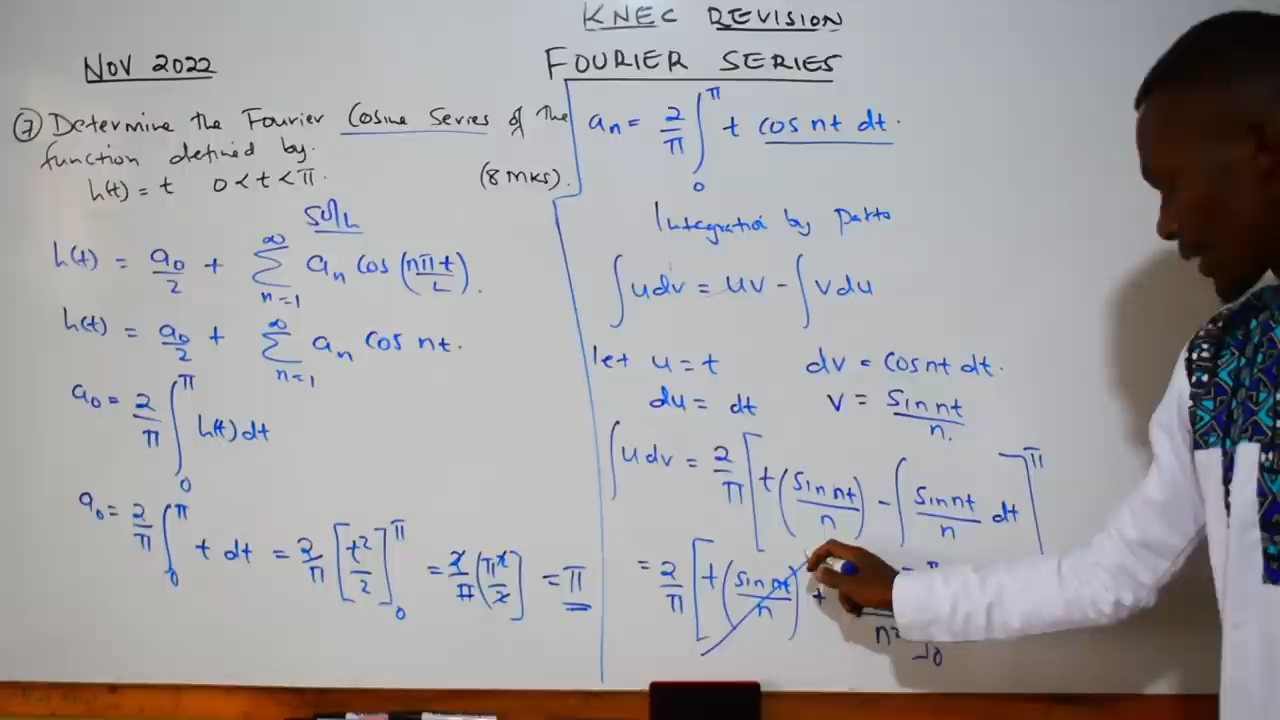 KNEC REVISION
FOURIER SERIES
NOV 2022
⑦ Determine the Fourier Cosine Series of the
function defined by.
h(t) = t 0 < t < π. (8 mks).
Soln
h(t) = a₀/2 + ∑_{n=1}^{∞} aₙ cos (nπt/L).
h(t) = a₀/2 + ∑_{n=1}^{∞} aₙ cos nt.
a₀ = 2/π ∫₀^π h(t) dt
a₀ = 2/π ∫₀^π t dt = 2/π [t²/2]₀^π = 2/π (π²/2) = π
aₙ = 2/π ∫₀^π t cos nt dt.
Integration by parts
∫ u dv = uv - ∫ v du
let u = t dv = cos nt dt.
du = dt v = sin nt/n.
∫ u dv = 2/π [t (sin nt/n) - ∫ sin nt/n dt]^π
= 2/π [t (sin nt/n) + n² ]₀^π